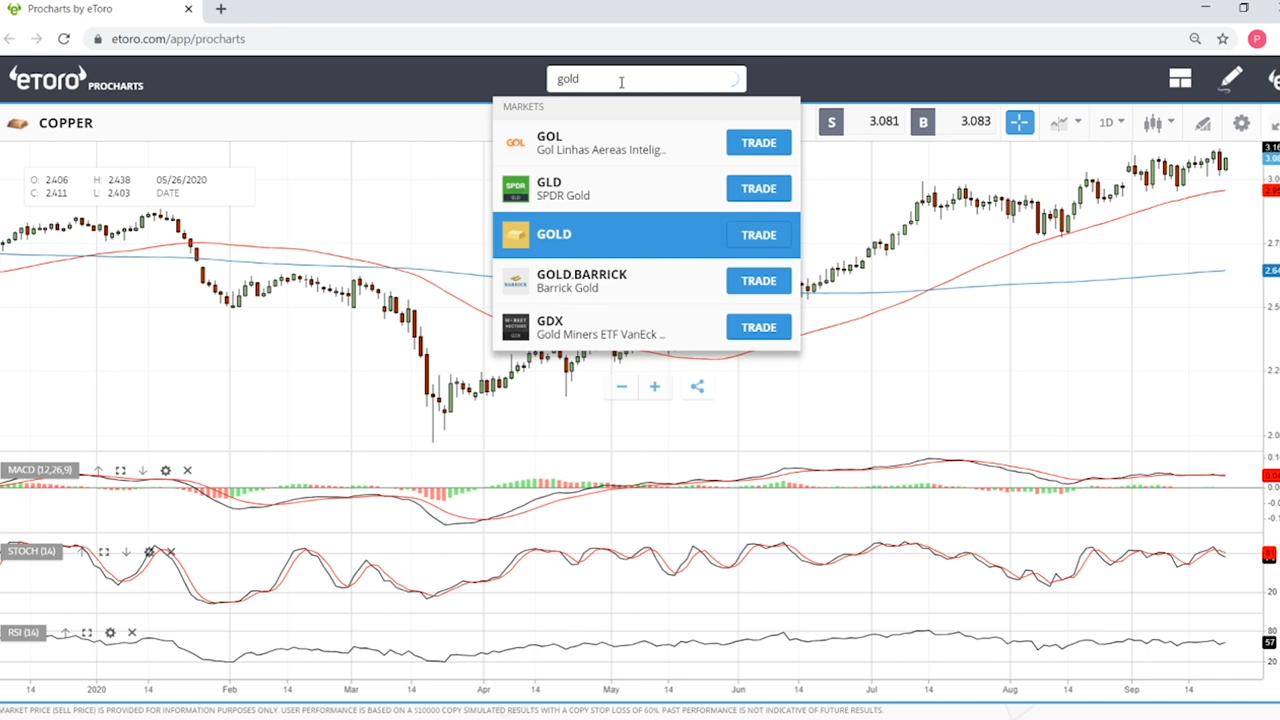 Procharts by eToro
etoro.com/app/procharts
P
eTORO PROCHARTS
gold
COPPER
S 3.081 B 3.083
1D
MARKETS
GOL
Gol Linhas Aereas Intelig...
TRADE
GLD
SPDR Gold
TRADE
GOLD
TRADE
GOLD.BARRICK
Barrick Gold
TRADE
GDX
Gold Miners ETF VanEck ...
TRADE
O: 2.406 H: 2.438 05/26/2020
C: 2.411 L: 2.403 DATE
MACD (12,26,9)
STOCH (14)
20
RSI (14)
80
57
20
14 2020 14 Feb 14 Mar 14 Apr 14 May 14 Jun 14 Jul 14 Aug 14 Sep 14
MARKET PRICE (SELL PRICE) IS PROVIDED FOR INFORMATION PURPOSES ONLY. USER PERFORMANCE IS BASED ON A $10000 COPY SIMULATED RESULTS WITH A COPY STOP LOSS OF 60%. PAST PERFORMANCE IS NOT INDICATIVE OF FUTURE RESULTS.